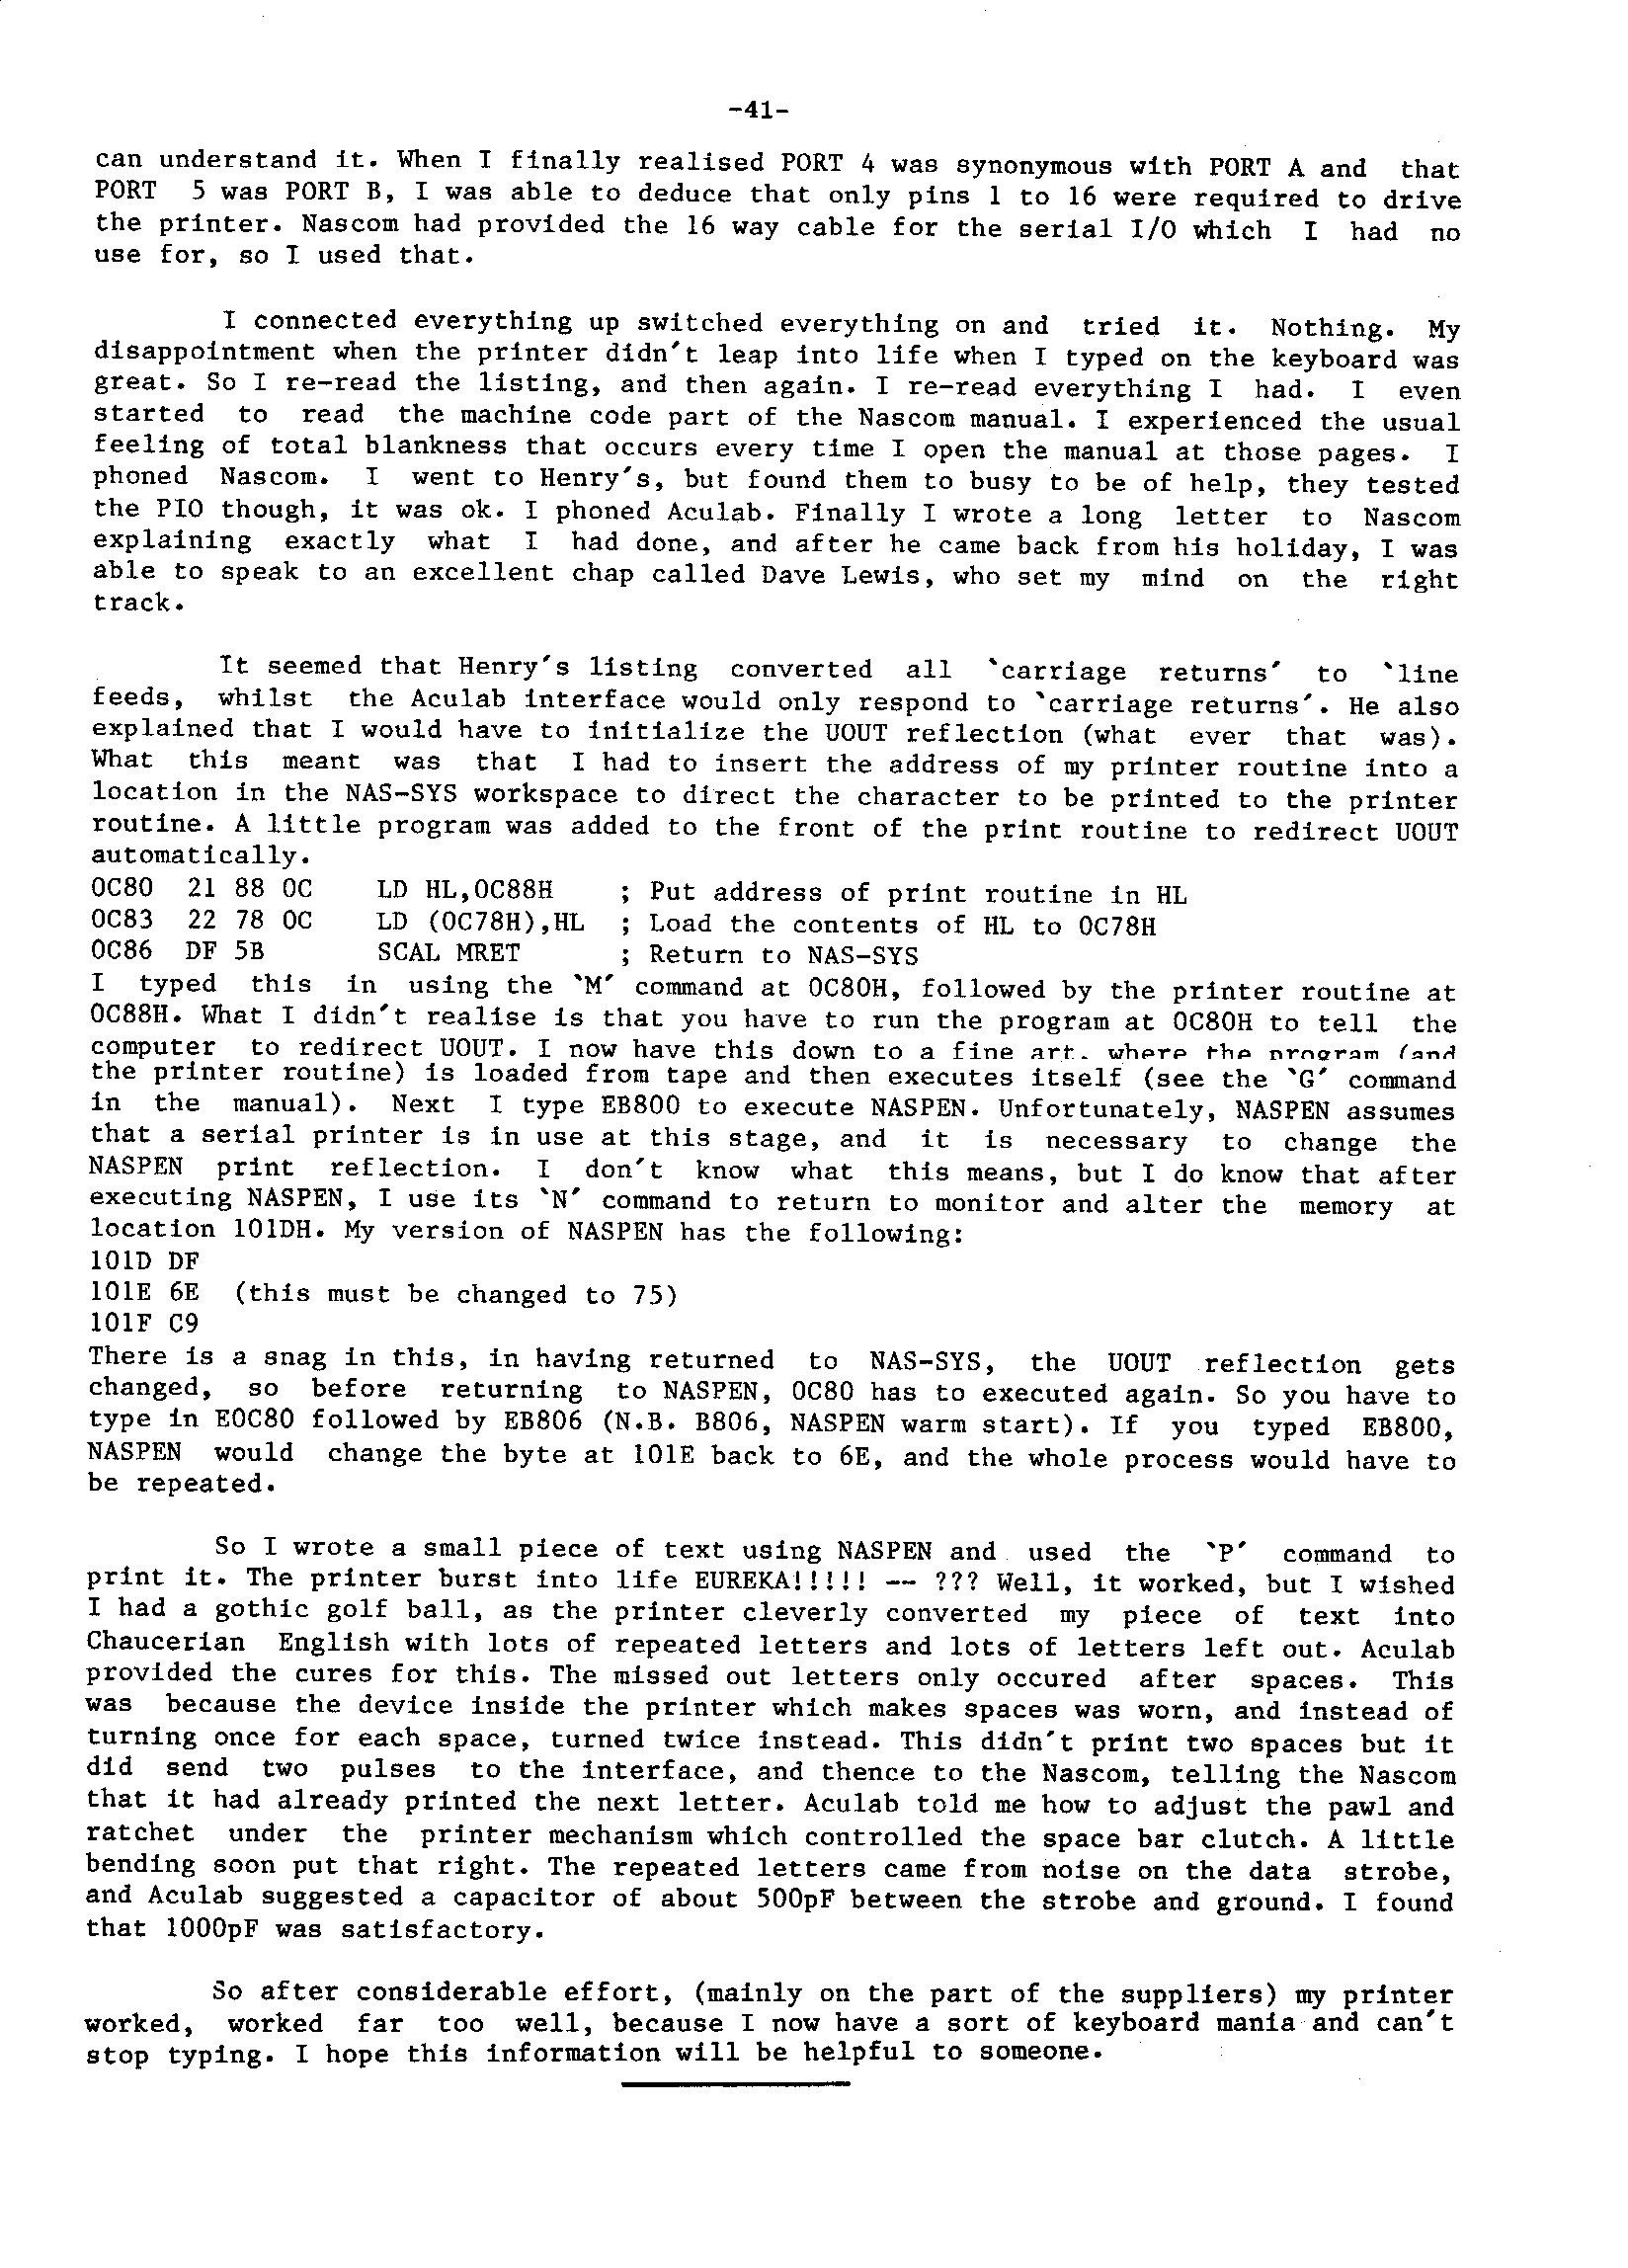 -41-
can understand it. When I finally realised PORT 4 was synonymous with PORT A and that
PORT 5 was PORT B, I was able to deduce that only pins 1 to 16 were required to drive
the printer. Nascom had provided the 16 way cable for the serial I/O which I had no
use for, so I used that.
I connected everything up switched everything on and tried it. Nothing. My
disappointment when the printer didn't leap into life when I typed on the keyboard was
great. So I re-read the listing, and then again. I re-read everything I had. I even
started to read the machine code part of the Nascom manual. I experienced the usual
feeling of total blankness that occurs every time I open the manual at those pages. I
phoned Nascom. I went to Henry's, but found them to busy to be of help, they tested
the PIO though, it was ok. I phoned Aculab. Finally I wrote a long letter to Nascom
explaining exactly what I had done, and after he came back from his holiday, I was
able to speak to an excellent chap called Dave Lewis, who set my mind on the right
track.
It seemed that Henry's listing converted all `carriage returns' to `line
feeds, whilst the Aculab interface would only respond to `carriage returns'. He also
explained that I would have to initialize the UOUT reflection (what ever that was).
What this meant was that I had to insert the address of my printer routine into a
location in the NAS-SYS workspace to direct the character to be printed to the printer
routine. A little program was added to the front of the print routine to redirect UOUT
automatically.
0C80 21 88 0C LD HL,0C88H ; Put address of print routine in HL
0C83 22 78 0C LD (0C78H),HL ; Load the contents of HL to 0C78H
0C86 DF 5B SCAL MRET ; Return to NAS-SYS
I typed this in using the `M' command at 0C80H, followed by the printer routine at
0C88H. What I didn't realise is that you have to run the program at 0C80H to tell the
computer to redirect UOUT. I now have this down to a fine art. where the program (and
the printer routine) is loaded from tape and then executes itself (see the `G' command
in the manual). Next I type EB800 to execute NASPEN. Unfortunately, NASPEN assumes
that a serial printer is in use at this stage, and it is necessary to change the
NASPEN print reflection. I don't know what this means, but I do know that after
executing NASPEN, I use its `N' command to return to monitor and alter the memory at
location 101DH. My version of NASPEN has the following:
101D DF
101E 6E (this must be changed to 75)
101F C9
There is a snag in this, in having returned to NAS-SYS, the UOUT reflection gets
changed, so before returning to NASPEN, 0C80 has to executed again. So you have to
type in E0C80 followed by EB806 (N.B. B806, NASPEN warm start). If you typed EB800,
NASPEN would change the byte at 101E back to 6E, and the whole process would have to
be repeated.
So I wrote a small piece of text using NASPEN and used the `P' command to
print it. The printer burst into life EUREKA!!!!! -- ??? Well, it worked, but I wished
I had a gothic golf ball, as the printer cleverly converted my piece of text into
Chaucerian English with lots of repeated letters and lots of letters left out. Aculab
provided the cures for this. The missed out letters only occured after spaces. This
was because the device inside the printer which makes spaces was worn, and instead of
turning once for each space, turned twice instead. This didn't print two spaces but it
did send two pulses to the interface, and thence to the Nascom, telling the Nascom
that it had already printed the next letter. Aculab told me how to adjust the pawl and
ratchet under the printer mechanism which controlled the space bar clutch. A little
bending soon put that right. The repeated letters came from noise on the data strobe,
and Aculab suggested a capacitor of about 500pF between the strobe and ground. I found
that 1000pF was satisfactory.
So after considerable effort, (mainly on the part of the suppliers) my printer
worked, worked far too well, because I now have a sort of keyboard mania and can't
stop typing. I hope this information will be helpful to someone.